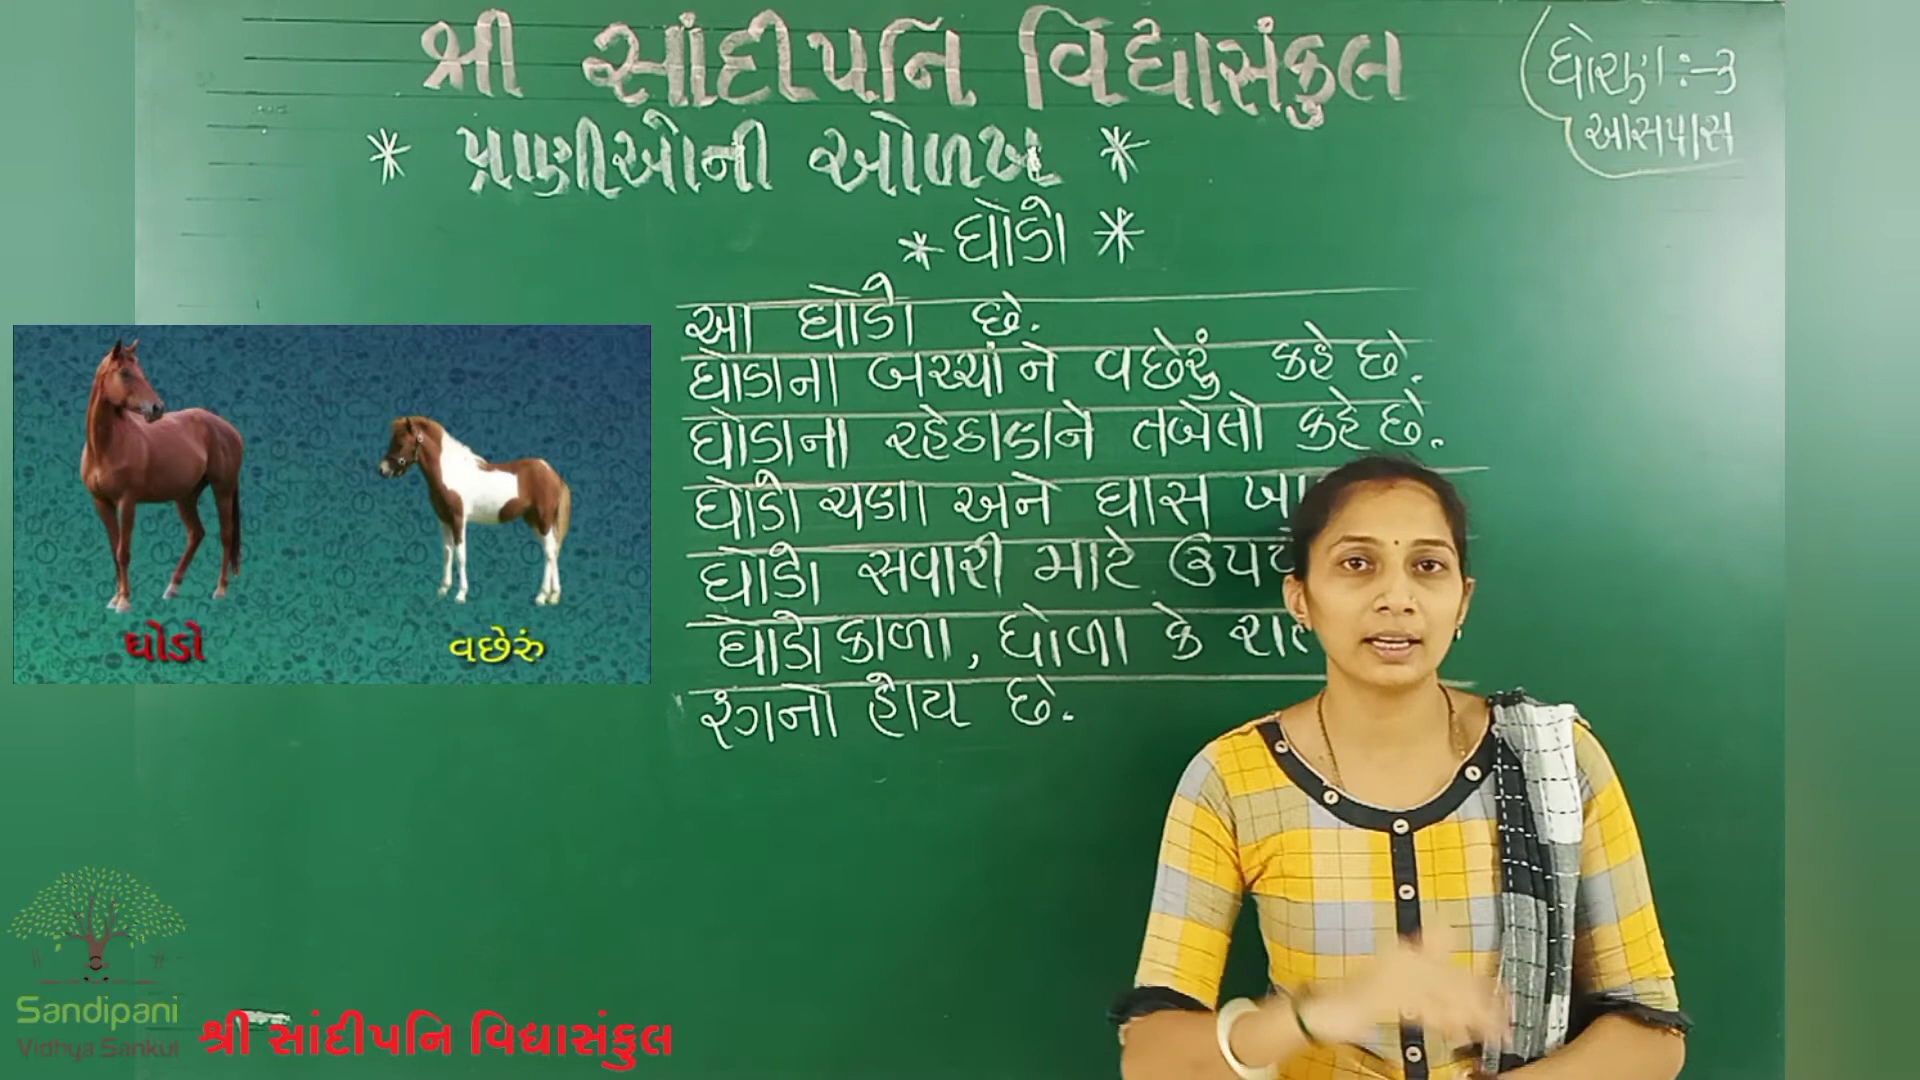 શ્રી સાંદીપનિ વિદ્યાસંકુલ
ધોરણ :- ૩
આસપાસ
* પ્રાણીઓની ઓળખ *
* ઘોડો *
આ ઘોડો છે.
ઘોડાના બચ્ચાંને વછેરું કહે છે.
ઘોડાના રહેઠાણને તબેલો કહે છે.
ઘોડો ચણા અને ઘાસ
ઘોડો સવારી માટે
ઘોડો કાળા, ધોળા કે
રંગનો હોય છે.
ઘોડો
વછેરું
Sandipani
Vidhya Sankul
શ્રી સાંદીપનિ વિદ્યાસંકુલ